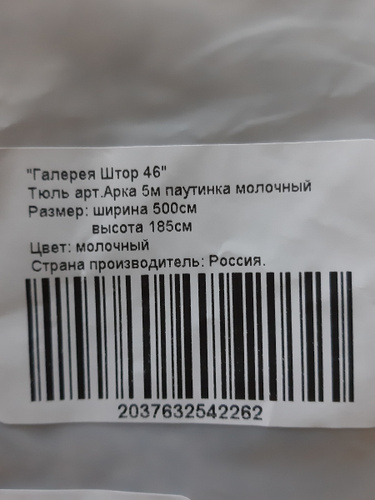 "Галерея Штор 46"
Тюль арт.Арка 5м паутинка молочный
Размер: ширина 500см
высота 185см
Цвет: молочный
Страна производитель: Россия.
2037632542262